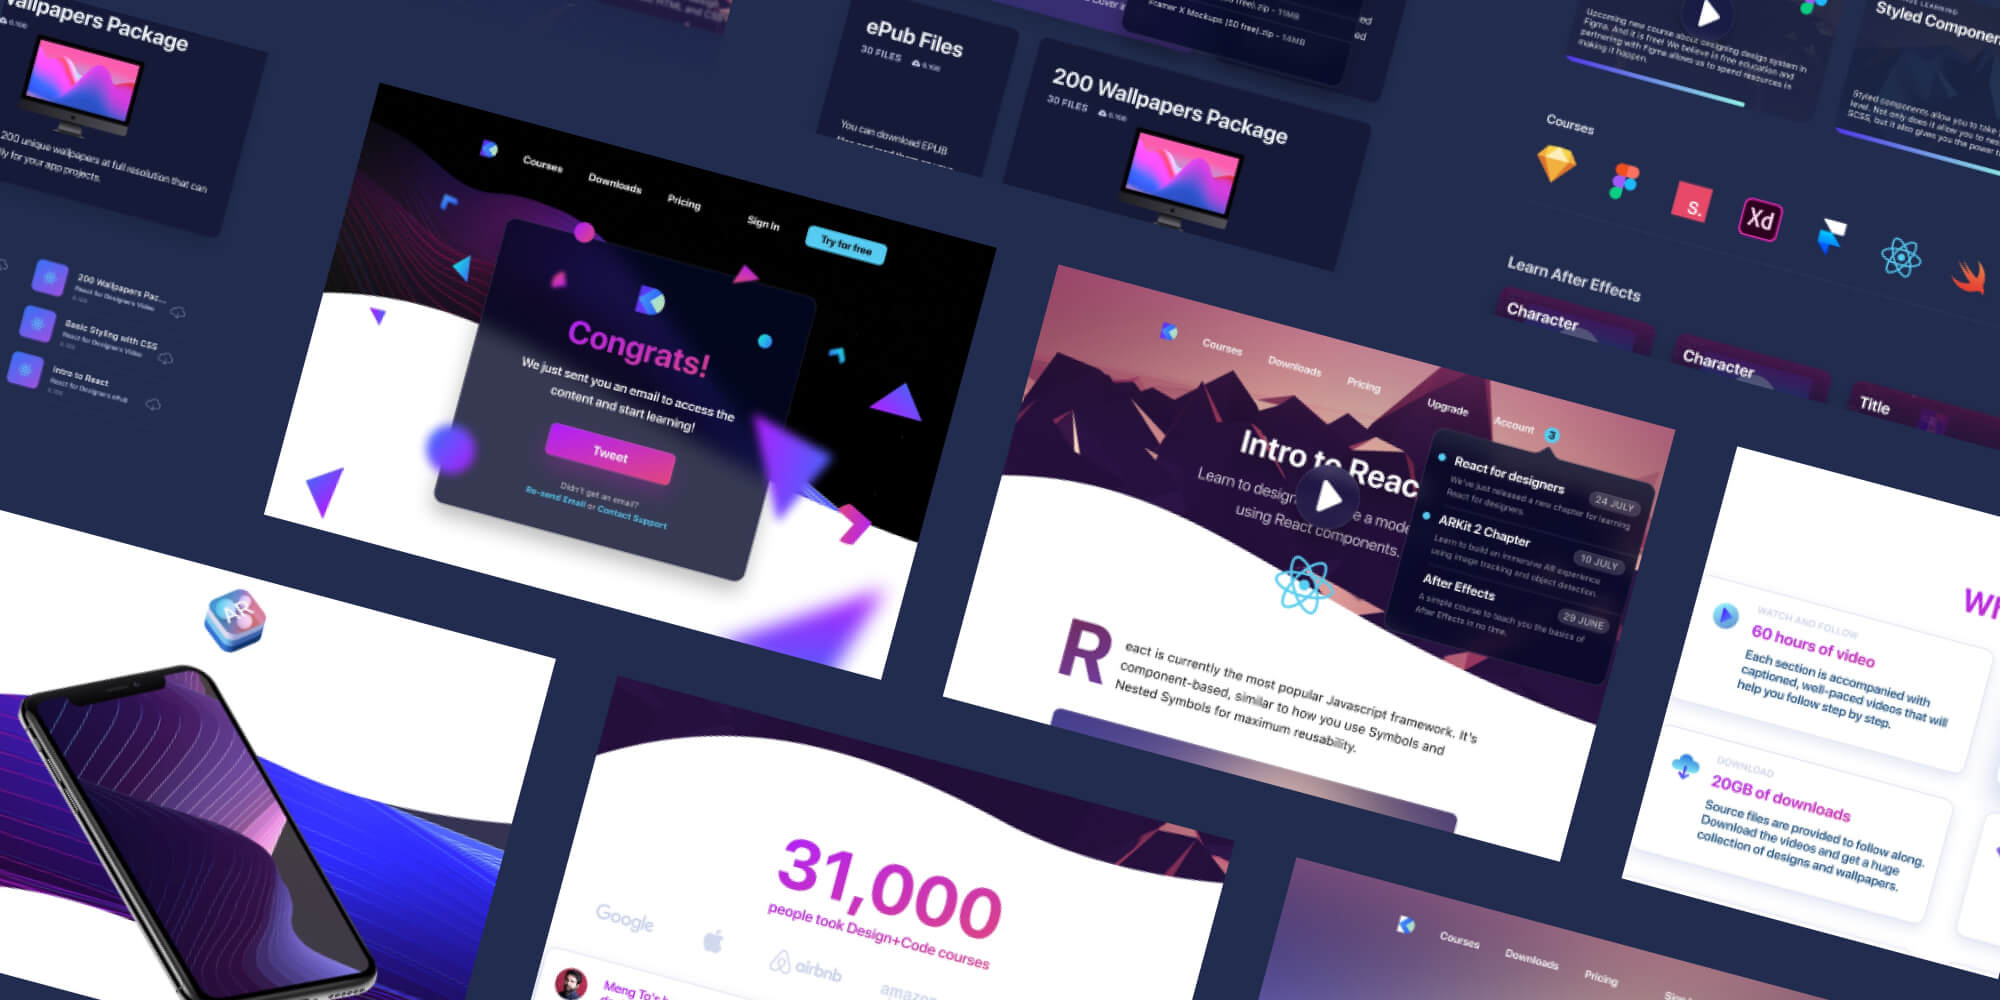 Wallpapers Package
200 unique wallpapers at full resolution that can
for your app projects.
200 Wallpapers Pac...
React for Designers Video
Basic Styling with CSS
React for Designers Video
Intro to React
React for Designers ePub
Courses
Downloads
Pricing
Sign In
Try for free
Congrats!
We just sent you an email to access the
content and start learning!
Tweet
Didn't get an email?
Re-send Email or Contact Support
ePub Files
30 FILES
You can download EPUB
200 Wallpapers Package
30 FILES
Upcoming new course about designing design system in
Figma. And it is free! We believe in free education and
partnering with Figma allows us to spend resources in
making it happen.
LEARNING
Styled Componen
Styled components allow you to take
level. Not only does it allow you to nes
SCSS, but it also gives you the power
Courses
S.
Xd
Learn After Effects
Character
Character
Title
Courses
Downloads
Pricing
Upgrade
Account
3
Intro to Reac
Learn to design
e a mode
using React components.
React for designers
24 JULY
We've just released a new chapter for learning
React for designers.
ARKit 2 Chapter
10 JULY
Learn to build an immersive AR experience
using image tracking and object detection.
After Effects
29 JUNE
A simple course to teach you the basics of
After Effects in no time.
React is currently the most popular Javascript framework. It's
component-based, similar to how you use Symbols and
Nested Symbols for maximum reusability.
WATCH AND FOLLOW
60 hours of video
Each section is accompanied with
captioned, well-paced videos that will
help you follow step by step.
DOWNLOAD
20GB of downloads
Source files are provided to follow along.
Download the videos and get a huge
collection of designs and wallpapers.
AR
31,000
people took Design+Code courses
Google
airbnb
amazon
Meng To's
Courses
Downloads
Pricing
Sign